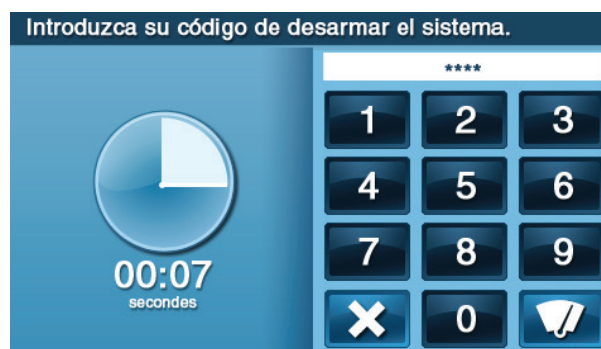 Introduzca su código de desarmar el sistema.
****
1 2 3
4 5 6
7 8 9
0
00:07
secondes